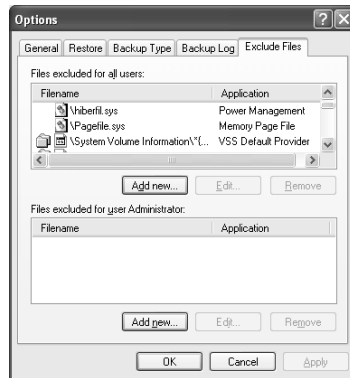 Options
General Restore Backup Type Backup Log Exclude Files
Files excluded for all users:
Filename Application
\hiberfil.sys Power Management
\Pagefile.sys Memory Page File
\System Volume Information\*{... VSS Default Provider
Add new... Edit... Remove
Files excluded for user Administrator:
Filename Application
Add new... Edit... Remove
OK Cancel Apply